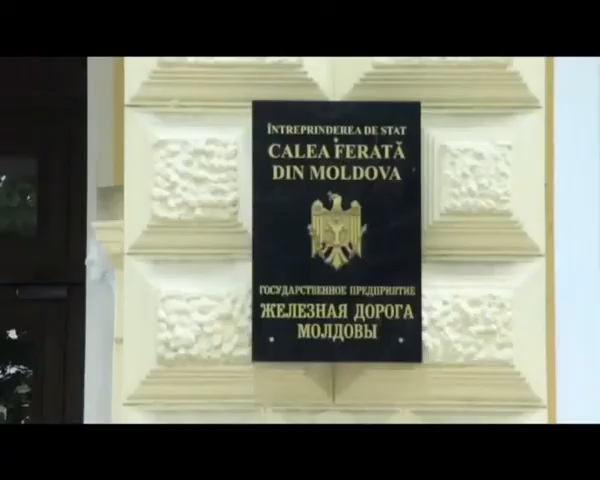 ÎNTREPRINDEREA DE STAT
CALEA FERATĂ
DIN MOLDOVA
ГОСУДАРСТВЕННОЕ ПРЕДПРИЯТИЕ
ЖЕЛЕЗНАЯ ДОРОГА
МОЛДОВЫ